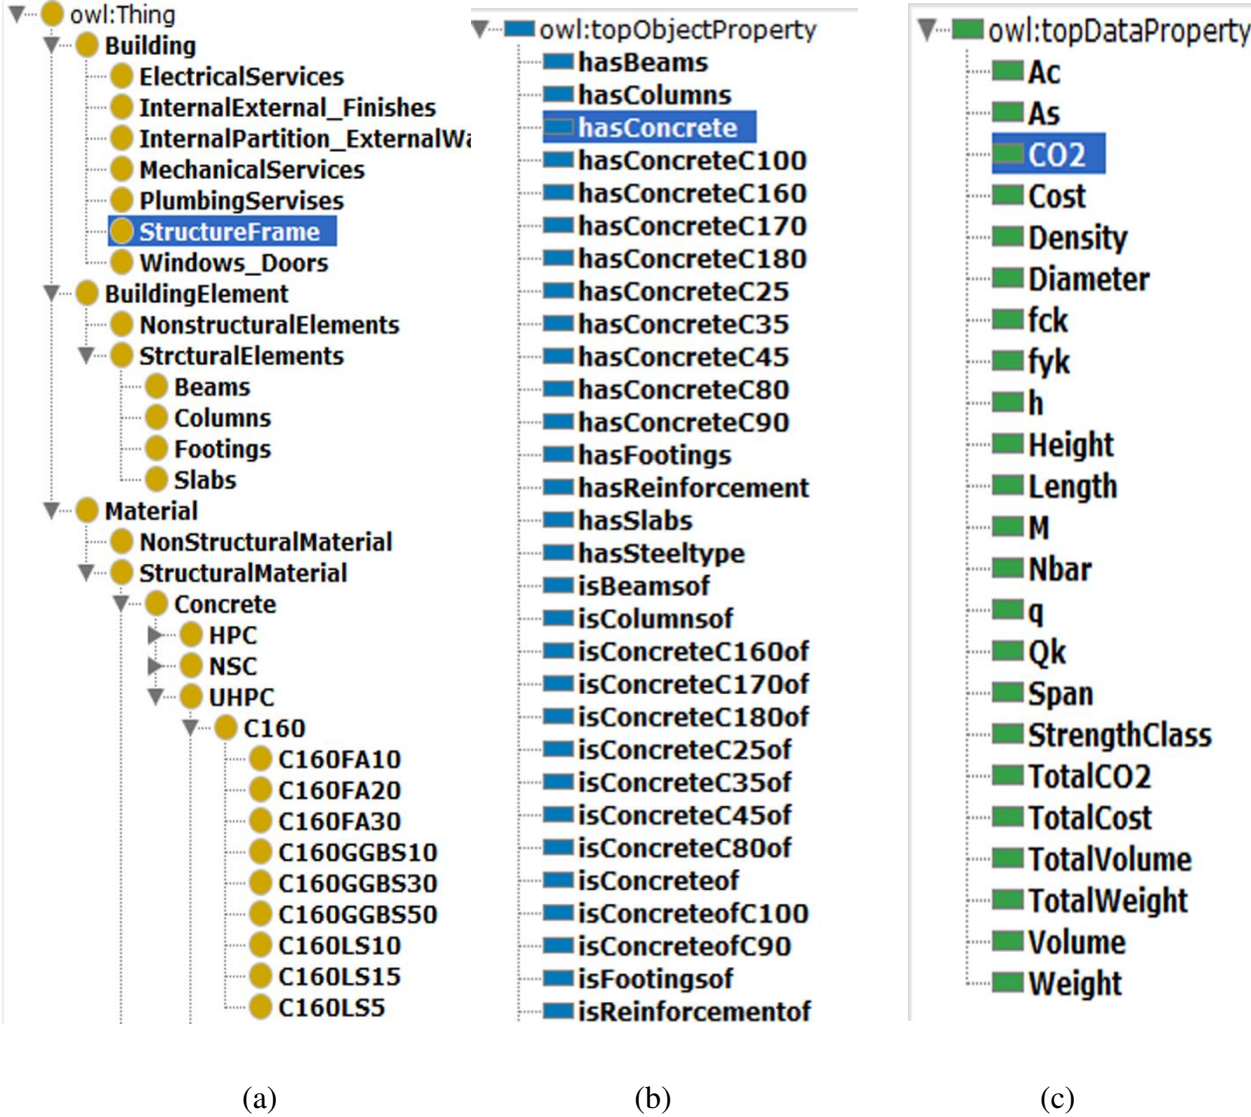 owl:Thing
Building
ElectricalServices
InternalExternal_Finishes
InternalPartition_ExternalWa
MechanicalServices
PlumbingServises
StructureFrame
Windows_Doors
BuildingElement
NonstructuralElements
StrcturalElements
Beams
Columns
Footings
Slabs
Material
NonStructuralMaterial
StructuralMaterial
Concrete
HPC
NSC
UHPC
C160
C160FA10
C160FA20
C160FA30
C160GGBS10
C160GGBS30
C160GGBS50
C160LS10
C160LS15
C160LS5
(a)
owl:topObjectProperty
hasBeams
hasColumns
hasConcrete
hasConcreteC100
hasConcreteC160
hasConcreteC170
hasConcreteC180
hasConcreteC25
hasConcreteC35
hasConcreteC45
hasConcreteC80
hasConcreteC90
hasFootings
hasReinforcement
hasSlabs
hasSteeltype
isBeamsof
isColumnsof
isConcreteC160of
isConcreteC170of
isConcreteC180of
isConcreteC25of
isConcreteC35of
isConcreteC45of
isConcreteC80of
isConcreteof
isConcreteofC100
isConcreteofC90
isFootingsof
isReinforcementof
(b)
owl:topDataProperty
Ac
As
CO2
Cost
Density
Diameter
fck
fyk
h
Height
Length
M
Nbar
q
Qk
Span
StrengthClass
TotalCO2
TotalCost
TotalVolume
TotalWeight
Volume
Weight
(c)